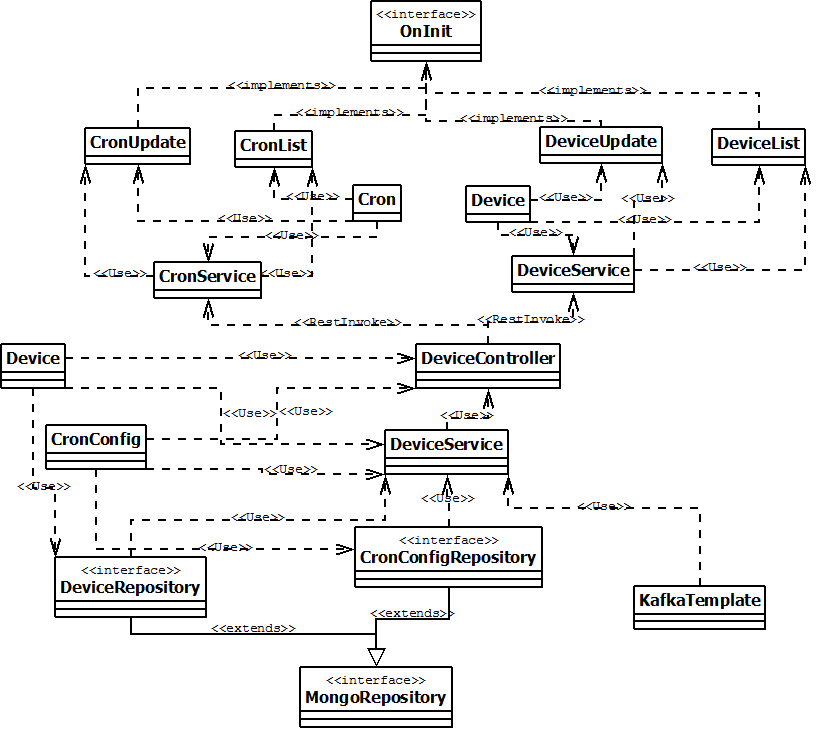 <<interface>>
OnInit
<<implements>>
<<implements>>
<<implements>>
<<implements>>
CronUpdate
CronList
DeviceUpdate
DeviceList
<<Use>>
Cron
Device
<<Use>>
<<Use>>
<<Use>>
<<Use>>
<<Use>>
<<Use>>
<<Use>>
<<Use>>
CronService
<<Use>>
DeviceService
<<Use>>
<<RestInvoke>>
<<RestInvoke>>
Device
<<Use>>
DeviceController
<<Use>>
<<Use>>
<<Use>>
CronConfig
DeviceService
<<Use>>
<<Use>>
<<Use>>
<<Use>>
<<Use>>
<<Use>>
<<interface>>
CronConfigRepository
<<interface>>
DeviceRepository
KafkaTemplate
<<extends>>
<<extends>>
<<interface>>
MongoRepository